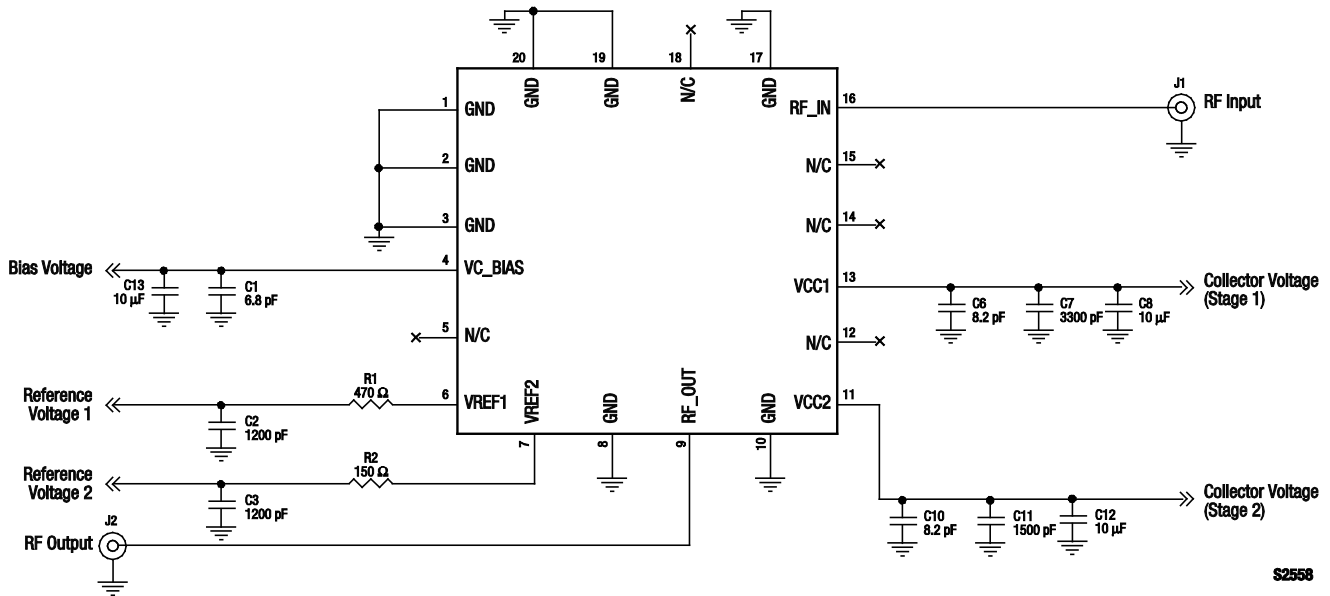 20
19
18
17
GND
GND
N/C
GND
1
GND
2
GND
3
GND
16
RF_IN
J1
RF Input
15
N/C
14
N/C
Bias Voltage
4
VC_BIAS
C13
10 µF
C1
6.8 pF
13
VCC1
Collector Voltage
(Stage 1)
C6
8.2 pF
C7
3300 pF
C8
10 µF
5
N/C
12
N/C
Reference
Voltage 1
R1
470 Ω
6
VREF1
C2
1200 pF
VREF2
GND
RF_OUT
GND
11
VCC2
7
8
9
10
Reference
Voltage 2
R2
150 Ω
C3
1200 pF
Collector Voltage
(Stage 2)
C10
8.2 pF
C11
1500 pF
C12
10 µF
J2
RF Output
S2558